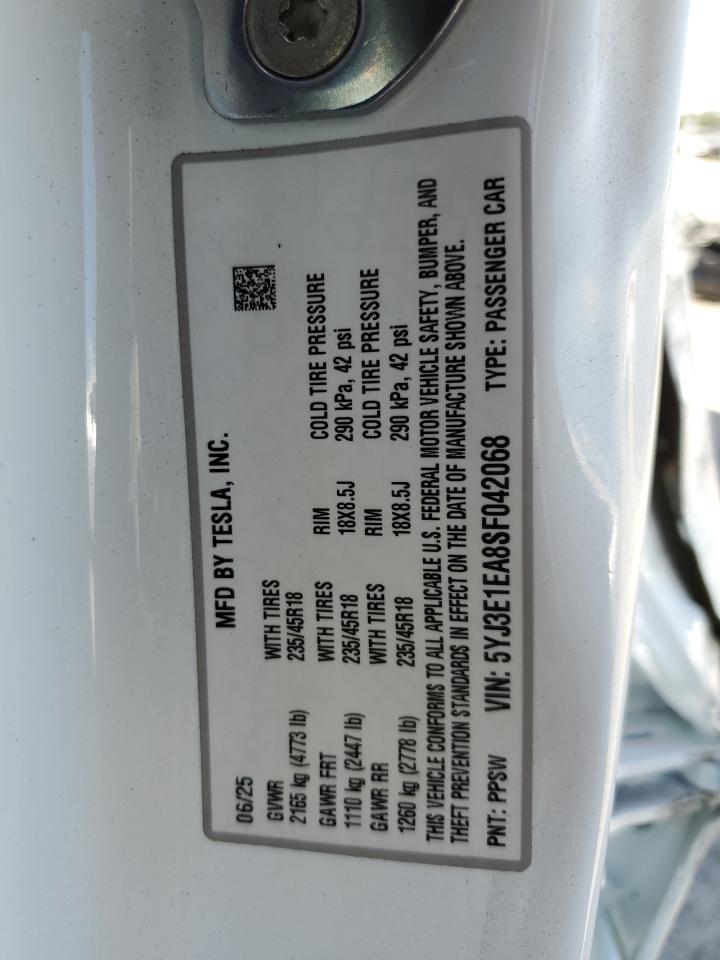 MFD BY TESLA, INC.
06/25
GVWR WITH TIRES
2165 kg (4773 lb) 235/45R18
GAWR FRT WITH TIRES RIM COLD TIRE PRESSURE
1110 kg (2447 lb) 235/45R18 18X8.5J 290 kPa, 42 psi
GAWR RR WITH TIRES RIM COLD TIRE PRESSURE
1260 kg (2778 lb) 235/45R18 18X8.5J 290 kPa, 42 psi
THIS VEHICLE CONFORMS TO ALL APPLICABLE U.S. FEDERAL MOTOR VEHICLE SAFETY, BUMPER, AND
THEFT PREVENTION STANDARDS IN EFFECT ON THE DATE OF MANUFACTURE SHOWN ABOVE.
PNT: PPSW VIN: 5YJ3E1EA8SF042068 TYPE: PASSENGER CAR